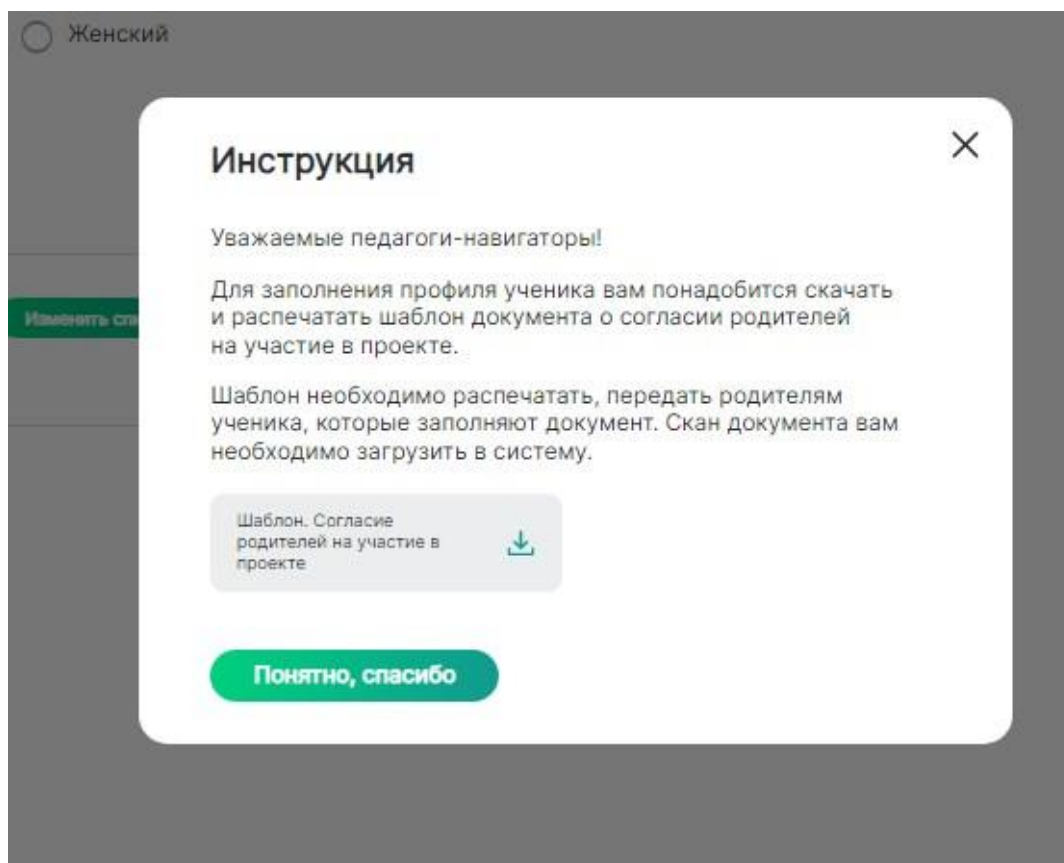 Женский
Инструкция
Уважаемые педагоги-навигаторы!
Для заполнения профиля ученика вам понадобится скачать
и распечатать шаблон документа о согласии родителей
на участие в проекте.
Шаблон необходимо распечатать, передать родителям
ученика, которые заполняют документ. Скан документа вам
необходимо загрузить в систему.
Изменить
Шаблон. Согласие
родителей на участие в
проекте
Понятно, спасибо